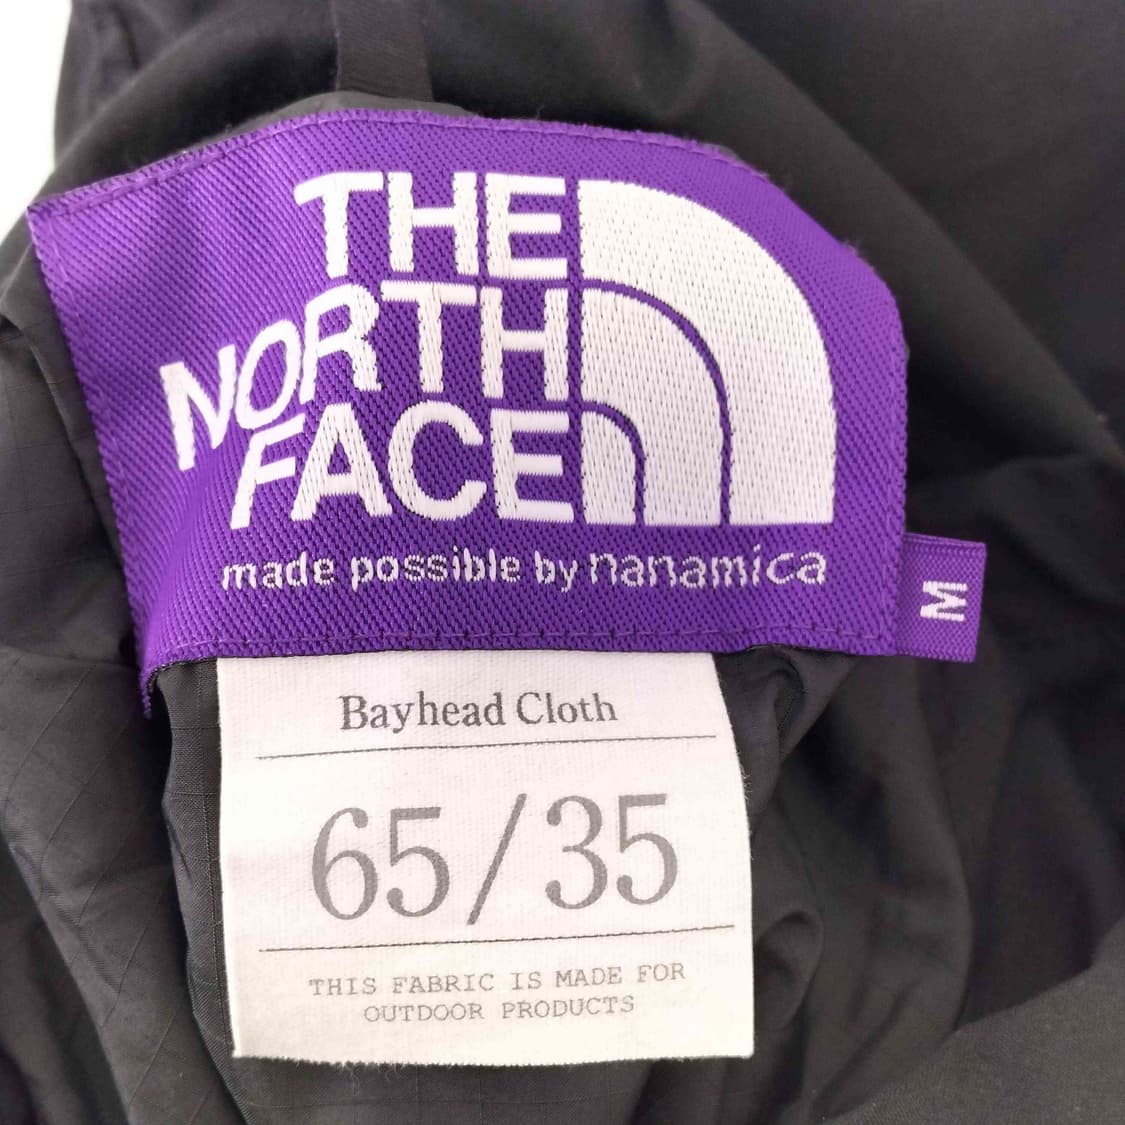 THE
NORTH
FACE
made possible by nanamica
M
Bayhead Cloth
65/35
THIS FABRIC IS MADE FOR
OUTDOOR PRODUCTS